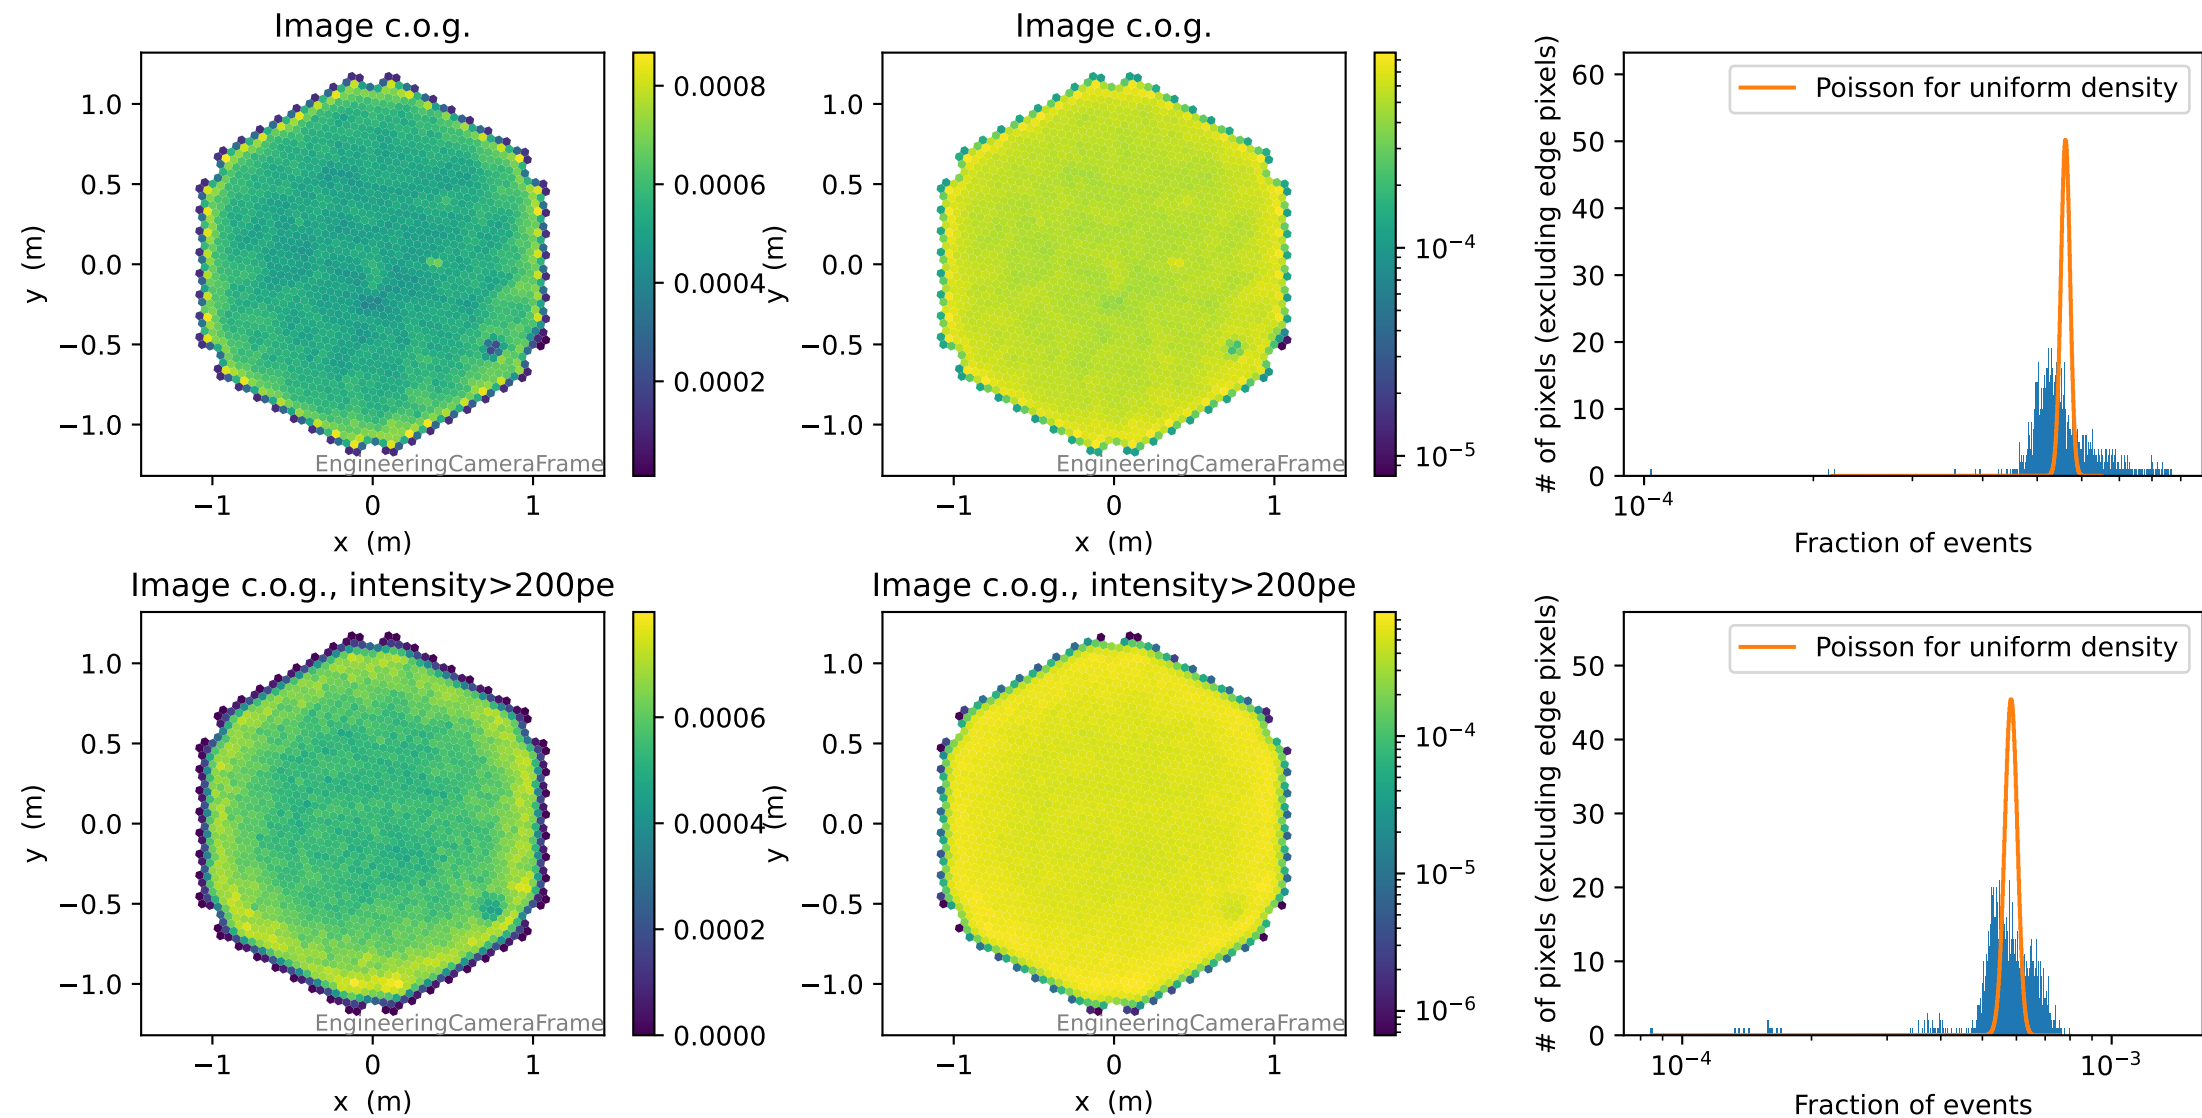 Image c.o.g.
1.0
0.5
0.0
−0.5
−1.0
y (m)
−1
0
1
x (m)
EngineeringCameraFrame
0.0008
0.0006
0.0004
0.0002
Image c.o.g.
1.0
0.5
0.0
−0.5
−1.0
y (m)
−1
0
1
x (m)
EngineeringCameraFrame
10⁻⁴
10⁻⁵
# of pixels (excluding edge pixels)
60
50
40
30
20
10
0
Poisson for uniform density
10⁻⁴
Fraction of events
Image c.o.g., intensity>200pe
1.0
0.5
0.0
−0.5
−1.0
y (m)
−1
0
1
x (m)
EngineeringCameraFrame
0.0006
0.0004
0.0002
0.0000
Image c.o.g., intensity>200pe
1.0
0.5
0.0
−0.5
−1.0
y (m)
−1
0
1
x (m)
EngineeringCameraFrame
10⁻⁴
10⁻⁵
10⁻⁶
# of pixels (excluding edge pixels)
50
40
30
20
10
0
Poisson for uniform density
10⁻⁴
10⁻³
Fraction of events